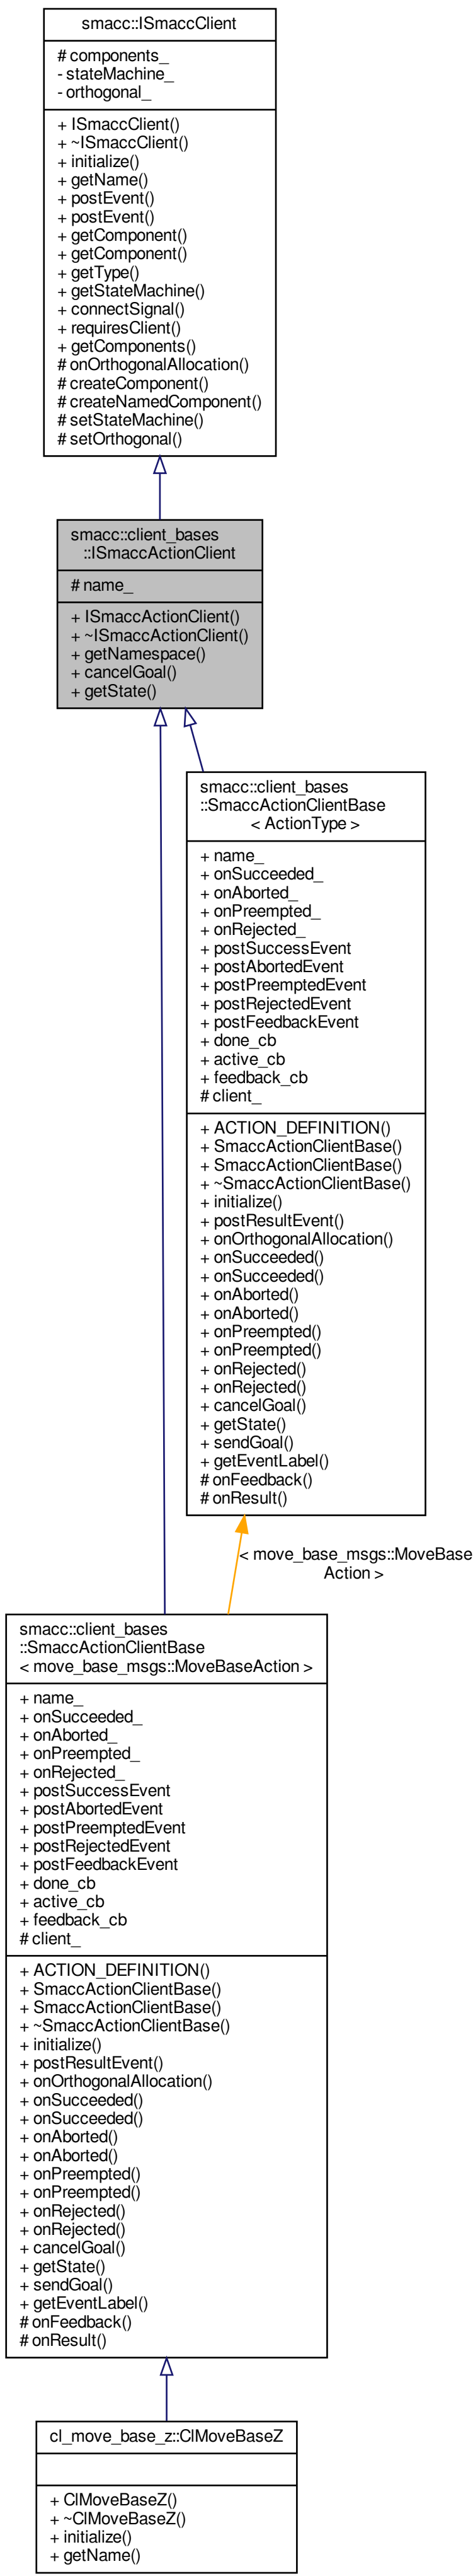 smacc::ISmaccClient
# components_
- stateMachine_
- orthogonal_
+ ISmaccClient()
+ ~ISmaccClient()
+ initialize()
+ getName()
+ postEvent()
+ postEvent()
+ getComponent()
+ getComponent()
+ getType()
+ getStateMachine()
+ connectSignal()
+ requiresClient()
+ getComponents()
# onOrthogonalAllocation()
# createComponent()
# createNamedComponent()
# setStateMachine()
# setOrthogonal()
smacc::client_bases
::ISmaccActionClient
# name_
+ ISmaccActionClient()
+ ~ISmaccActionClient()
+ getNamespace()
+ cancelGoal()
+ getState()
smacc::client_bases
::SmaccActionClientBase
< ActionType >
+ name_
+ onSucceeded_
+ onAborted_
+ onPreempted_
+ onRejected_
+ postSuccessEvent
+ postAbortedEvent
+ postPreemptedEvent
+ postRejectedEvent
+ postFeedbackEvent
+ done_cb
+ active_cb
+ feedback_cb
# client_
+ ACTION_DEFINITION()
+ SmaccActionClientBase()
+ SmaccActionClientBase()
+ ~SmaccActionClientBase()
+ initialize()
+ postResultEvent()
+ onOrthogonalAllocation()
+ onSucceeded()
+ onSucceeded()
+ onAborted()
+ onAborted()
+ onPreempted()
+ onPreempted()
+ onRejected()
+ onRejected()
+ cancelGoal()
+ getState()
+ sendGoal()
+ getEventLabel()
# onFeedback()
# onResult()
< move_base_msgs::MoveBase
Action >
smacc::client_bases
::SmaccActionClientBase
< move_base_msgs::MoveBaseAction >
+ name_
+ onSucceeded_
+ onAborted_
+ onPreempted_
+ onRejected_
+ postSuccessEvent
+ postAbortedEvent
+ postPreemptedEvent
+ postRejectedEvent
+ postFeedbackEvent
+ done_cb
+ active_cb
+ feedback_cb
# client_
+ ACTION_DEFINITION()
+ SmaccActionClientBase()
+ SmaccActionClientBase()
+ ~SmaccActionClientBase()
+ initialize()
+ postResultEvent()
+ onOrthogonalAllocation()
+ onSucceeded()
+ onSucceeded()
+ onAborted()
+ onAborted()
+ onPreempted()
+ onPreempted()
+ onRejected()
+ onRejected()
+ cancelGoal()
+ getState()
+ sendGoal()
+ getEventLabel()
# onFeedback()
# onResult()
cl_move_base_z::ClMoveBaseZ
+ ClMoveBaseZ()
+ ~ClMoveBaseZ()
+ initialize()
+ getName()